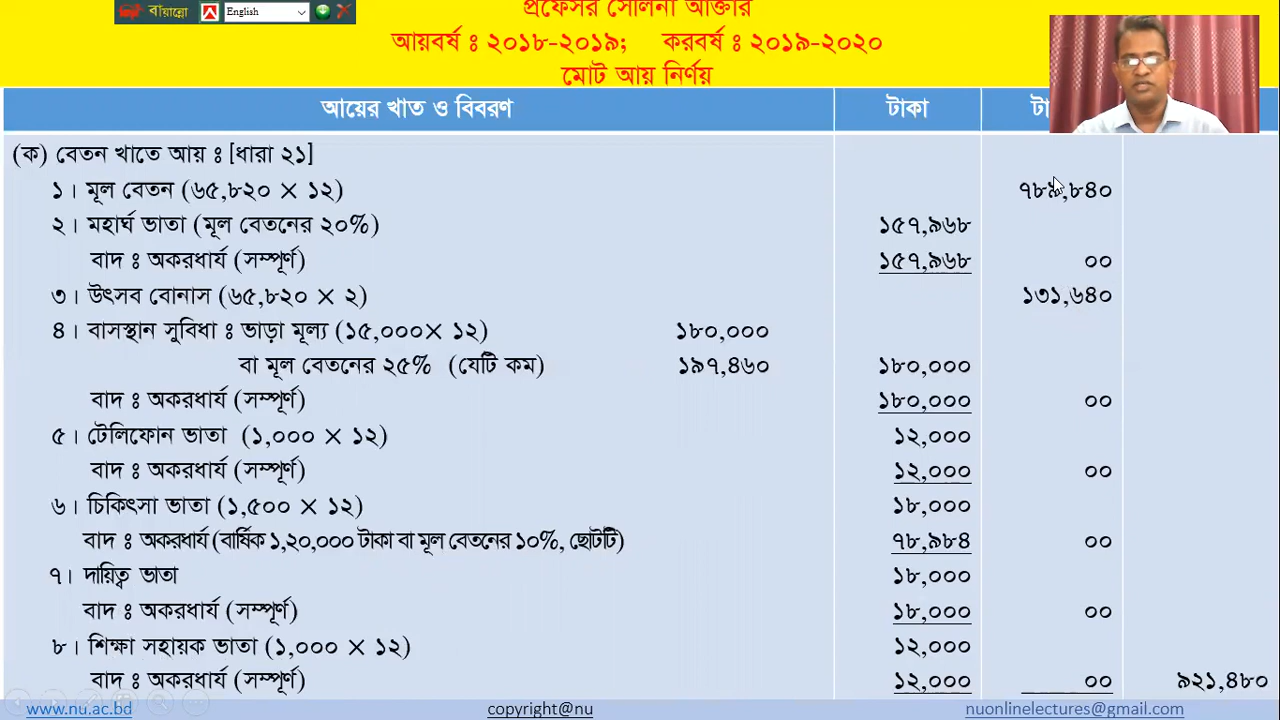 বাঁয়ান্নো English
প্রফেসর সেলিনা আক্তার
আয়বর্ষ ঃ ২০১৮-২০১৯; করবর্ষ ঃ ২০১৯-২০২০
মোট আয় নির্ণয়
আয়ের খাত ও বিবরণ টাকা
(ক) বেতন খাতে আয় ঃ [ধারা ২১]
১। মূল বেতন (৬৫,৮২০ × ১২) ৭৮৯,৮৪০
২। মহার্ঘ ভাতা (মূল বেতনের ২০%) ১৫৭,৯৬৮
বাদ ঃ অকরধার্য (সম্পূর্ণ) ১৫৭,৯৬৮ ০০
৩। উৎসব বোনাস (৬৫,৮২০ × ২) ১৩১,৬৪০
৪। বাসস্থান সুবিধা ঃ ভাড়া মূল্য (১৫,০০০× ১২) ১৮০,০০০
বা মূল বেতনের ২৫% (যেটি কম) ১৯৭,৪৬০ ১৮০,০০০
বাদ ঃ অকরধার্য (সম্পূর্ণ) ১৮০,০০০ ০০
৫। টেলিফোন ভাতা (১,০০০ × ১২) ১২,০০০
বাদ ঃ অকরধার্য (সম্পূর্ণ) ১২,০০০ ০০
৬। চিকিৎসা ভাতা (১,৫০০ × ১২) ১৮,০০০
বাদ ঃ অকরধার্য (বার্ষিক ১,২০,০০০ টাকা বা মূল বেতনের ১০%, ছোটটি) ৭৮,৯৮৪ ০০
৭। দায়িত্ব ভাতা ১৮,০০০
বাদ ঃ অকরধার্য (সম্পূর্ণ) ১৮,০০০ ০০
৮। শিক্ষা সহায়ক ভাতা (১,০০০ × ১২) ১২,০০০
বাদ ঃ অকরধার্য (সম্পূর্ণ) ১২,০০০ ০০ ৯২১,৪৮০
www.nu.ac.bd copyright@nu nuonlinelectures@gmail.com